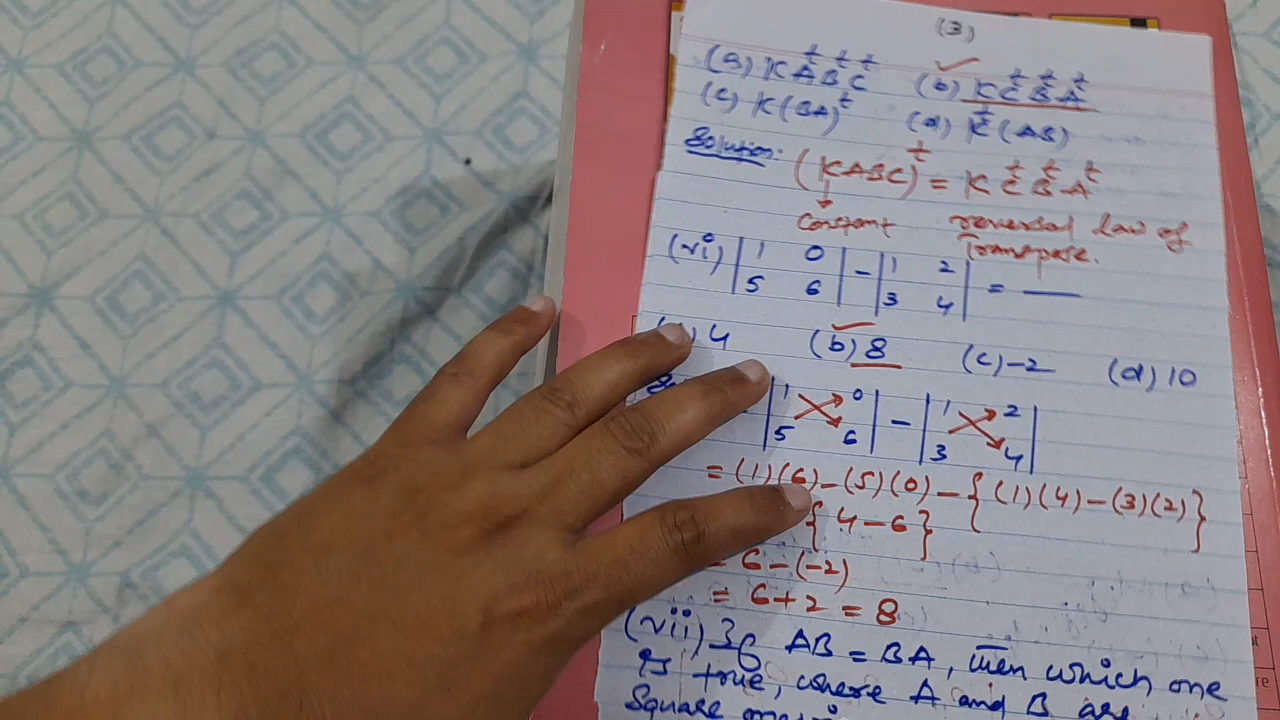 (3)
(a) KAᵗBᵗCᵗ (b) KCᵗBᵗAᵗ
(c) K(BA)ᵗ (d) Kᵗ(AB)
Solution: (KABC)ᵗ = KCᵗBᵗAᵗ
Constant reversal law of
Transpose.
(vi) |1 0| - |1 2| = —
|5 6| |3 4|
) 4 (b) 8 (c) -2 (d) 10
|1 0| - |1 2|
|5 6| |3 4|
= (1)(6) - (5)(0) - {(1)(4) - (3)(2)}
{4 - 6}
= 6 - (-2)
= 6 + 2 = 8
(vii) If AB = BA, then which one
is true, where A and B are
Square